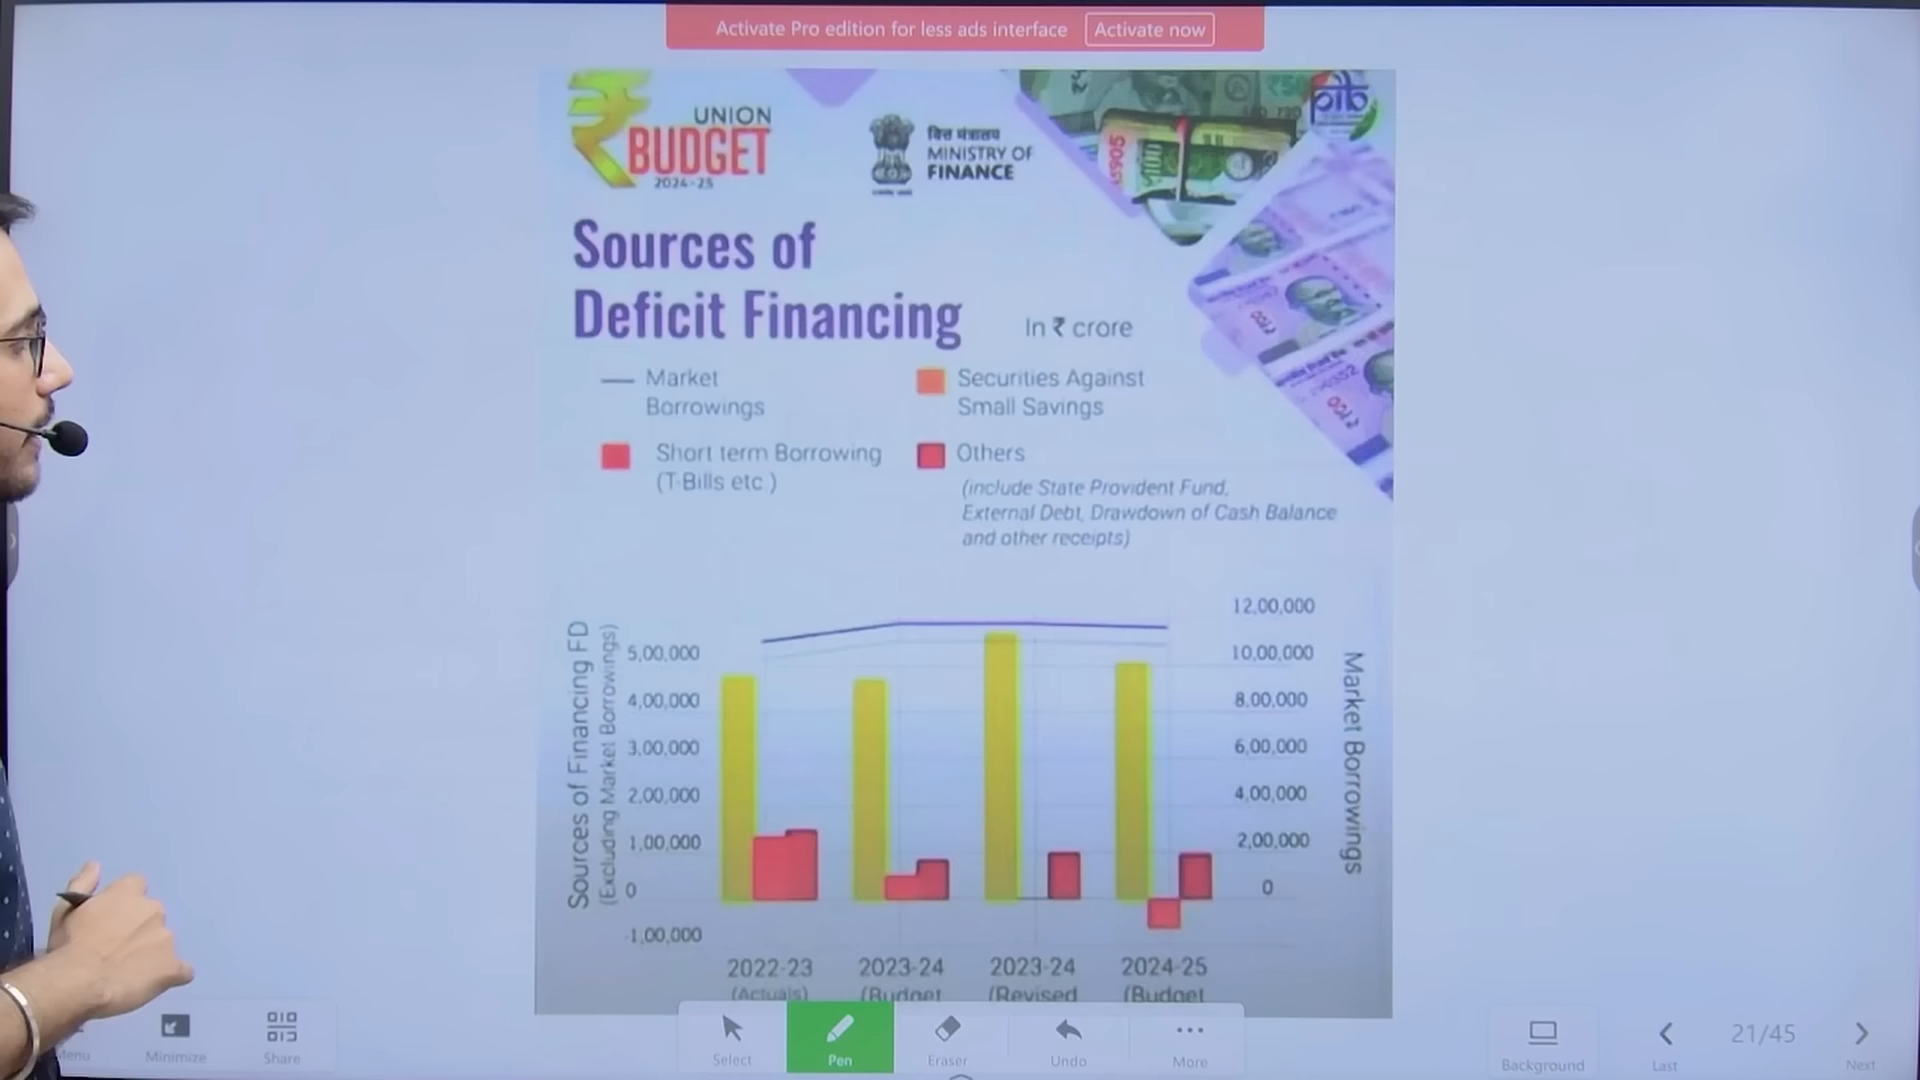 Activate Pro edition for less ads interface
Activate now
UNION
BUDGET
2024-25
वित्त मंत्रालय
MINISTRY OF
FINANCE
pib
Sources of
Deficit Financing
In ₹ crore
Market
Borrowings
Securities Against
Small Savings
Short term Borrowing
(T-Bills etc.)
Others
(include State Provident Fund,
External Debt, Drawdown of Cash Balance
and other receipts)
Sources of Financing FD
(Excluding Market Borrowings)
5,00,000
4,00,000
3,00,000
2,00,000
1,00,000
0
-1,00,000
12,00,000
10,00,000
8,00,000
6,00,000
4,00,000
2,00,000
0
Market Borrowings
2022-23
(Actuals)
2023-24
(Budget
2023-24
(Revised
2024-25
(Budget
Minimize
Share
Select
Pen
Eraser
Undo
More
Background
Last
21/45
Next